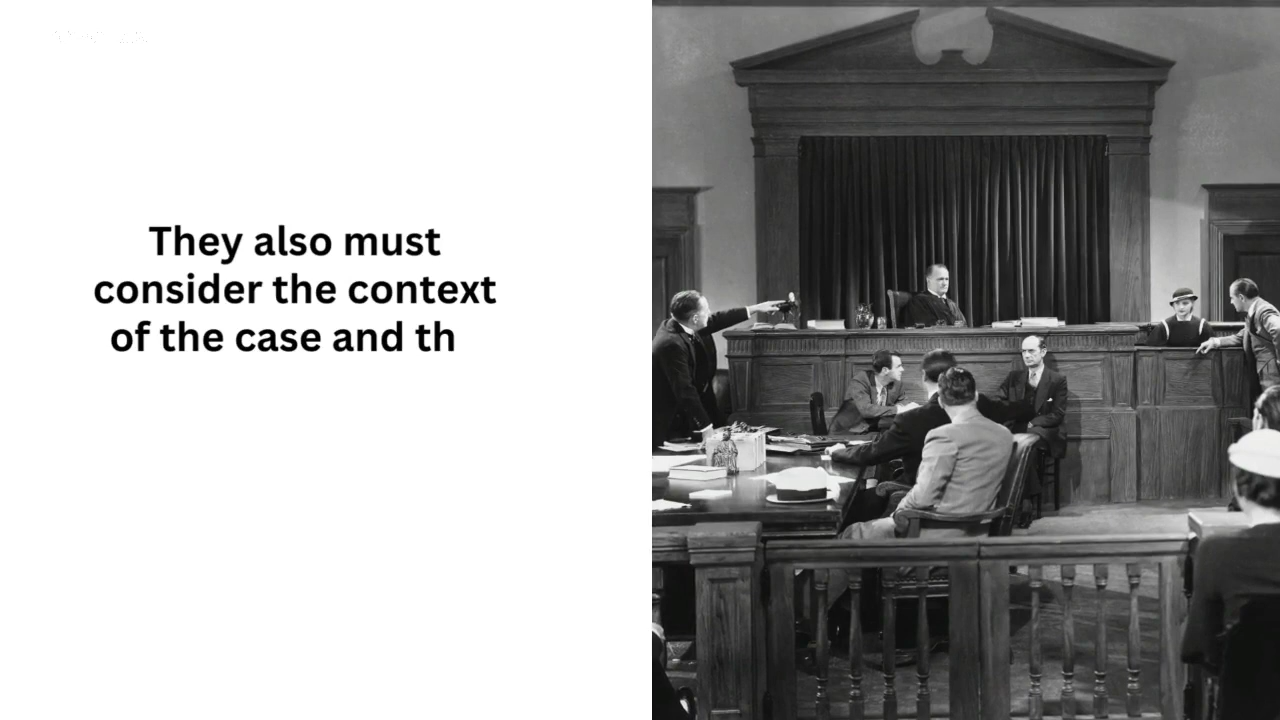 They also must
consider the context
of the case and th